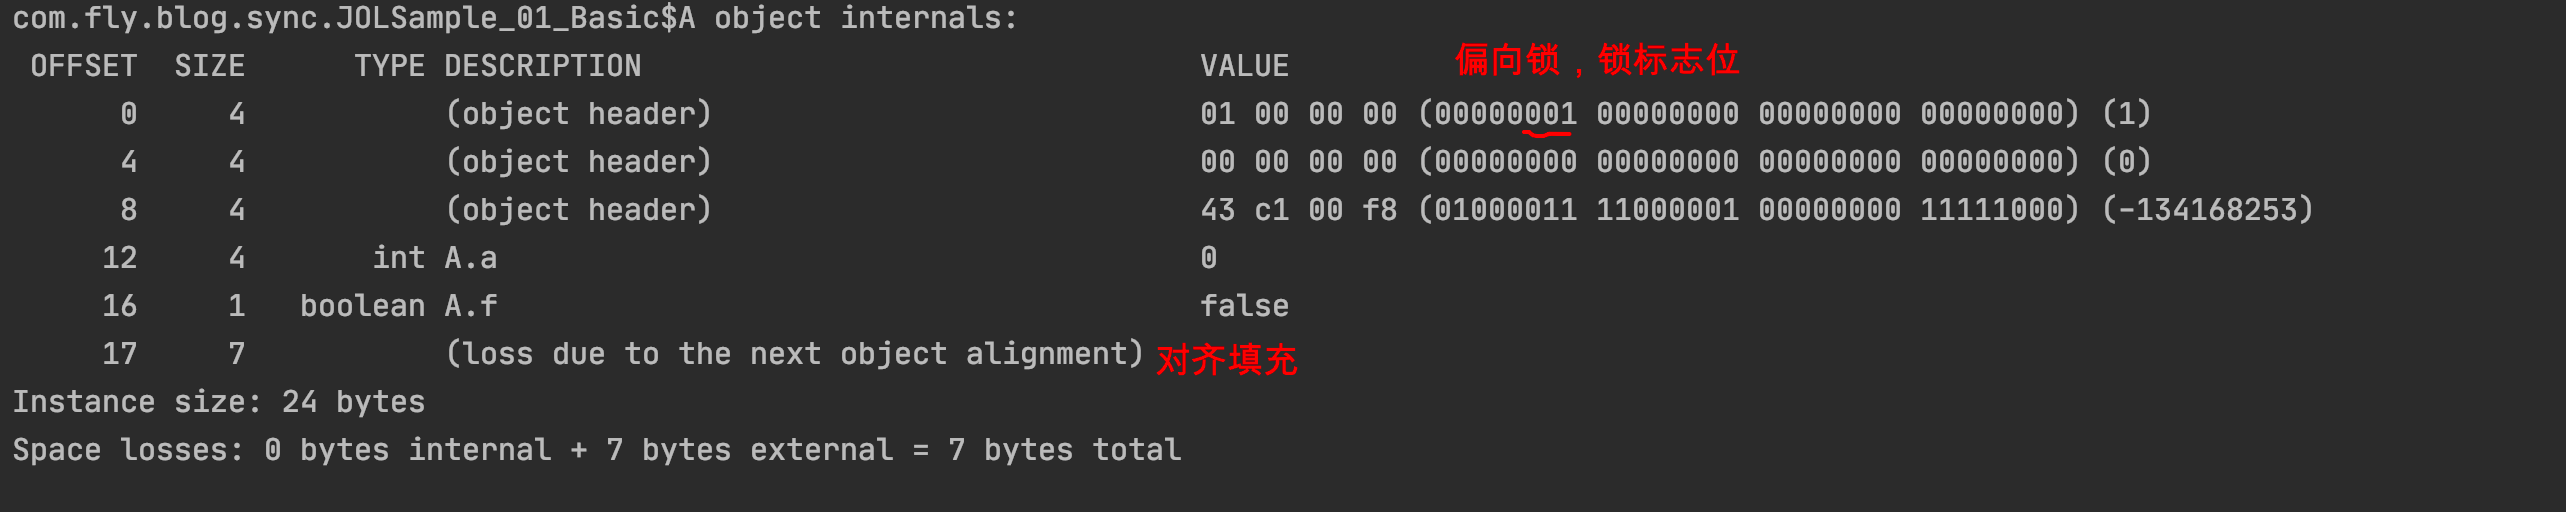 com.fly.blog.sync.JOLSample_01_Basic$A object internals:
OFFSET  SIZE      TYPE DESCRIPTION                               VALUE 偏向锁，锁标志位
0     4           (object header)                           01 00 00 00 (00000001 00000000 00000000 00000000) (1)
4     4           (object header)                           00 00 00 00 (00000000 00000000 00000000 00000000) (0)
8     4           (object header)                           43 c1 00 f8 (01000011 11000001 00000000 11111000) (-134168253)
12     4       int A.a                                       0
16     1   boolean A.f                                       false
17     7           (loss due to the next object alignment) 对齐填充
Instance size: 24 bytes
Space losses: 0 bytes internal + 7 bytes external = 7 bytes total